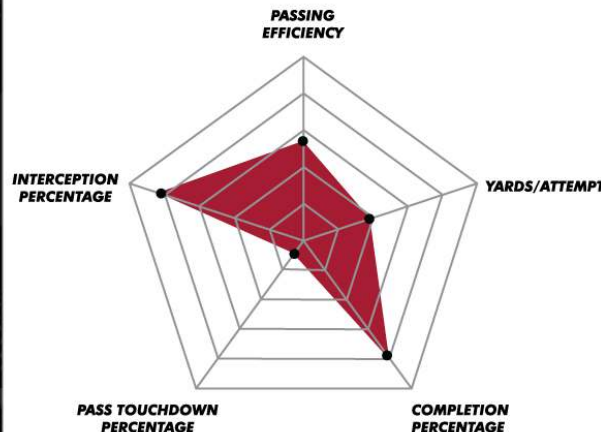 PASSING
EFFICIENCY
INTERCEPTION
PERCENTAGE
YARDS/ATTEMPT
PASS TOUCHDOWN
PERCENTAGE
COMPLETION
PERCENTAGE